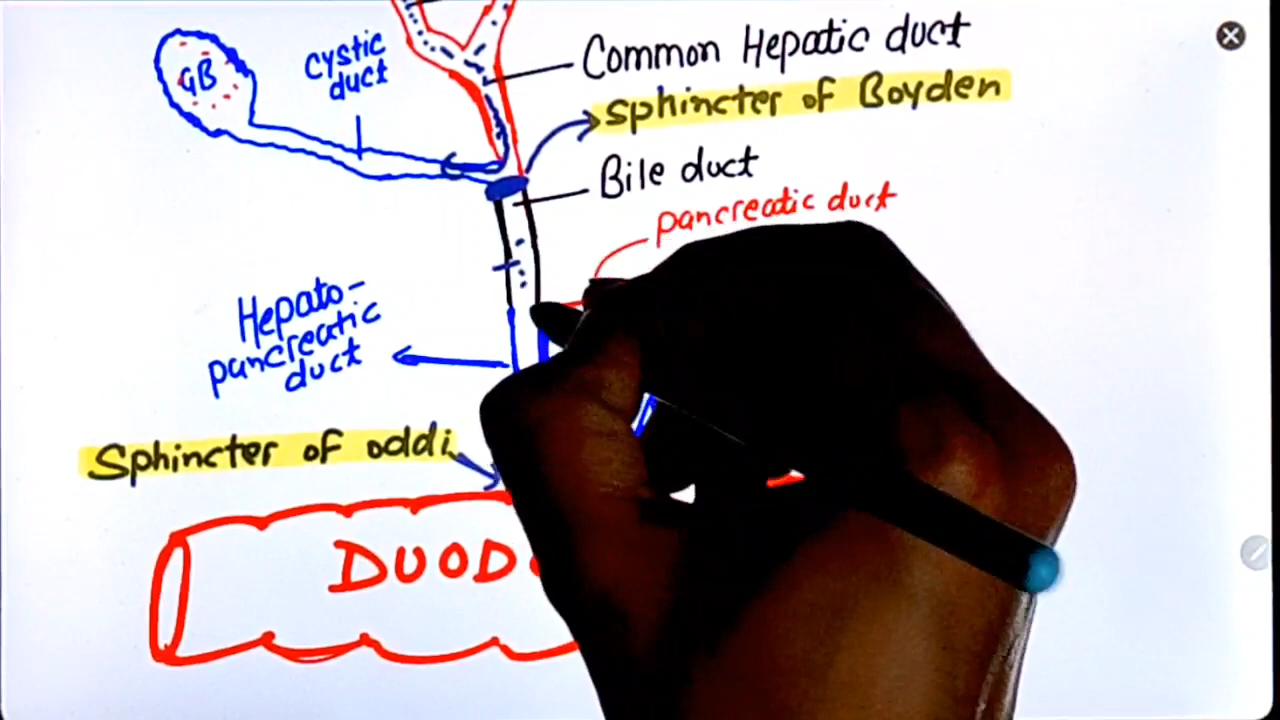 Common Hepatic duct
cystic
duct
GB
sphincter of Boyden
Bile duct
pancreatic duct
Hepato-
pancreatic
duct
Sphincter of oddi
DUOD